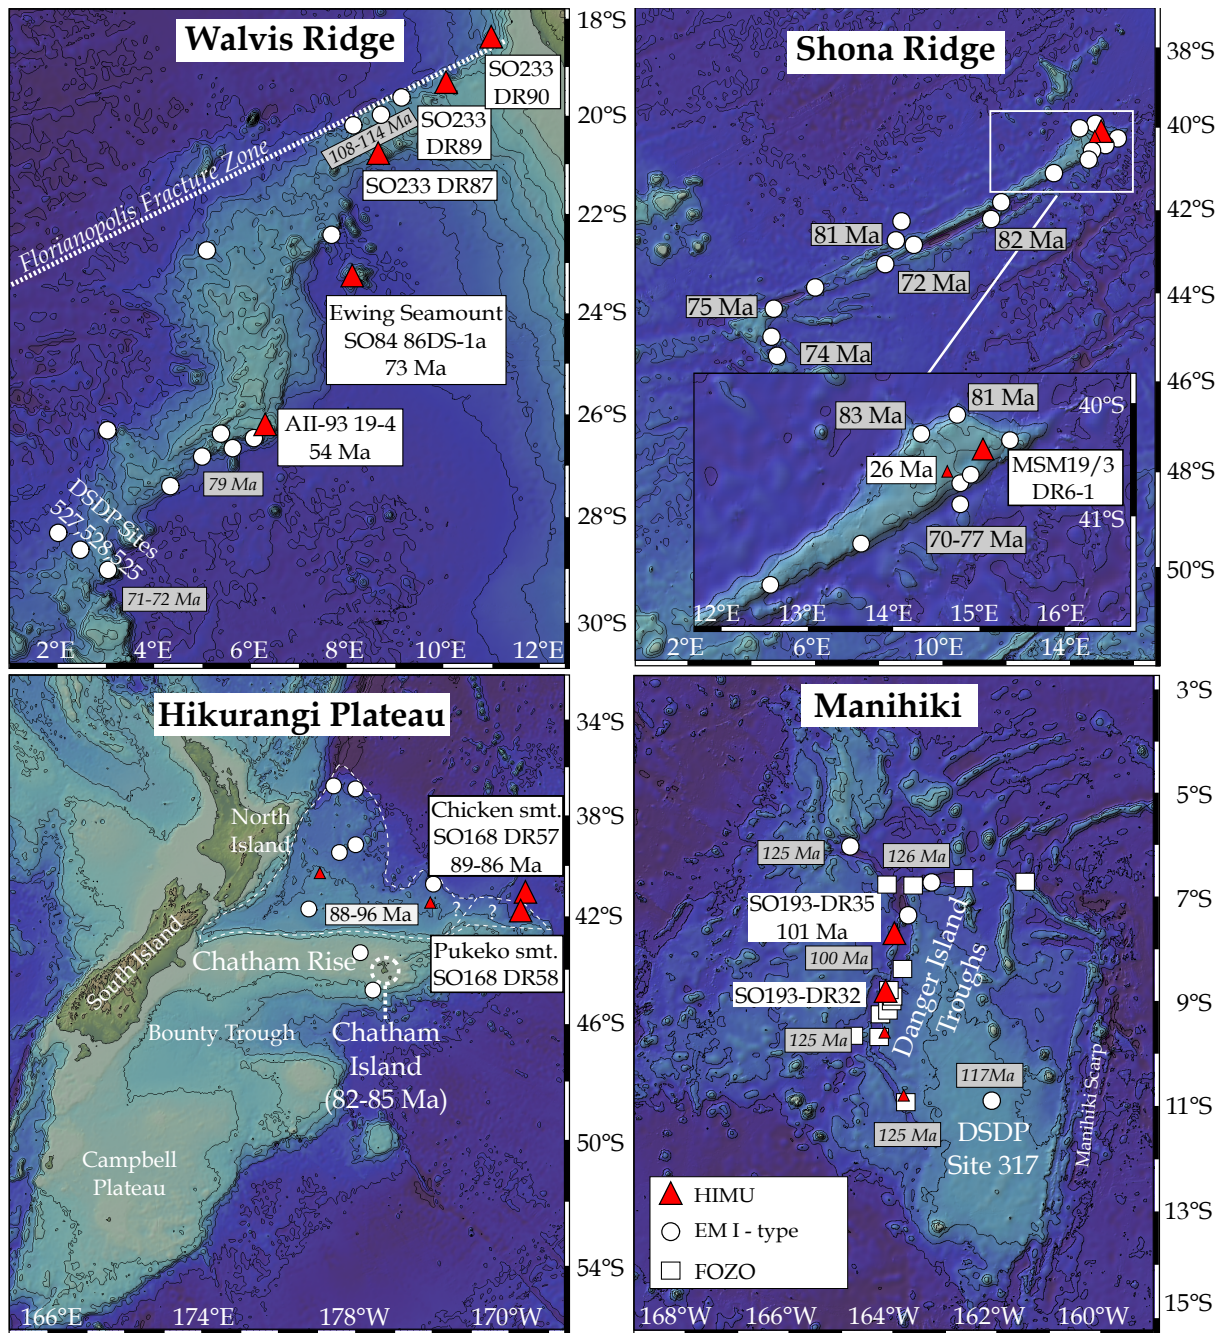 Walvis Ridge
18°S
20°S
22°S
24°S
26°S
28°S
30°S
SO233
DR90
SO233
DR89
108-114 Ma
SO233 DR87
Florianopolis Fracture Zone
Ewing Seamount
SO84 86DS-1a
73 Ma
AII-93 19-4
54 Ma
79 Ma
DSDP-Sites
527,528,525
71-72 Ma
2°E
4°E
6°E
8°E
10°E
12°E
Shona Ridge
38°S
40°S
42°S
44°S
46°S
48°S
50°S
81 Ma
82 Ma
72 Ma
75 Ma
74 Ma
81 Ma
83 Ma
40°S
26 Ma
MSM19/3
DR6-1
41°S
70-77 Ma
12°E
13°E
14°E
15°E
16°E
2°E
10°E
14°E
Hikurangi Plateau
34°S
38°S
42°S
46°S
50°S
54°S
North
Island
Chicken smt.
SO168 DR57
89-86 Ma
88-96 Ma
?
?
Pukeko smt.
SO168 DR58
South Island
Chatham Rise
Bounty Trough
Chatham
Island
(82-85 Ma)
Campbell
Plateau
166°E
174°E
178°W
170°W
Manihiki
3°S
5°S
7°S
9°S
11°S
13°S
15°S
125 Ma
126 Ma
SO193-DR35
101 Ma
100 Ma
SO193-DR32
Danger Island
Troughs
125 Ma
117Ma
125 Ma
DSDP
Site 317
Manihiki Scarp
HIMU
EM I - type
FOZO
168°W
166°W
164°W
162°W
160°W